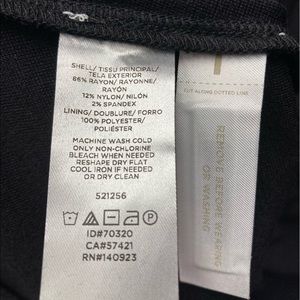 SHELL/TISSU PRINCIPAL/
TELA EXTERIOR
86% RAYON/RAYONNE/
RAYÓN
12% NYLON/NILÓN
2% SPANDEX
LINING/DOUBLURE/FORRO
100% POLYESTER/
POLIÉSTER
MACHINE WASH COLD
ONLY NON-CHLORINE
BLEACH WHEN NEEDED
RESHAPE DRY FLAT
COOL IRON IF NEEDED
OR DRY CLEAN
521256
ID#70320
CA#57421
RN#140923
CUT ALONG DOTTED LINE
REMOVE BEFORE WEARING
OR WASHING